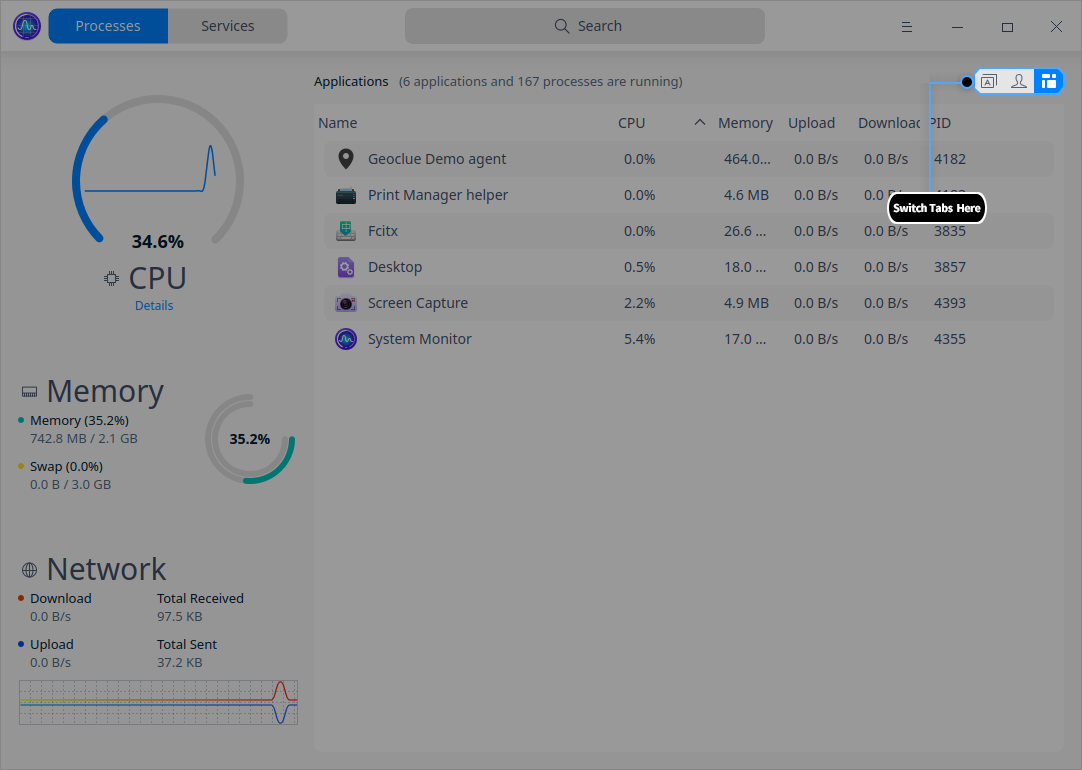 Processes Services Search
Applications (6 applications and 167 processes are running)
Name CPU Memory Upload Download PID
Geoclue Demo agent 0.0% 464.0... 0.0 B/s 0.0 B/s 4182
Print Manager helper 0.0% 4.6 MB 0.0 B/s 0.0
Switch Tabs Here
Fcitx 0.0% 26.6 ... 0.0 B/s 0.0 B/s 3835
Desktop 0.5% 18.0 ... 0.0 B/s 0.0 B/s 3857
Screen Capture 2.2% 4.9 MB 0.0 B/s 0.0 B/s 4393
System Monitor 5.4% 17.0 ... 0.0 B/s 0.0 B/s 4355
34.6%
CPU
Details
Memory
Memory (35.2%)
742.8 MB / 2.1 GB
Swap (0.0%)
0.0 B / 3.0 GB
35.2%
Network
Download Total Received
0.0 B/s 97.5 KB
Upload Total Sent
0.0 B/s 37.2 KB